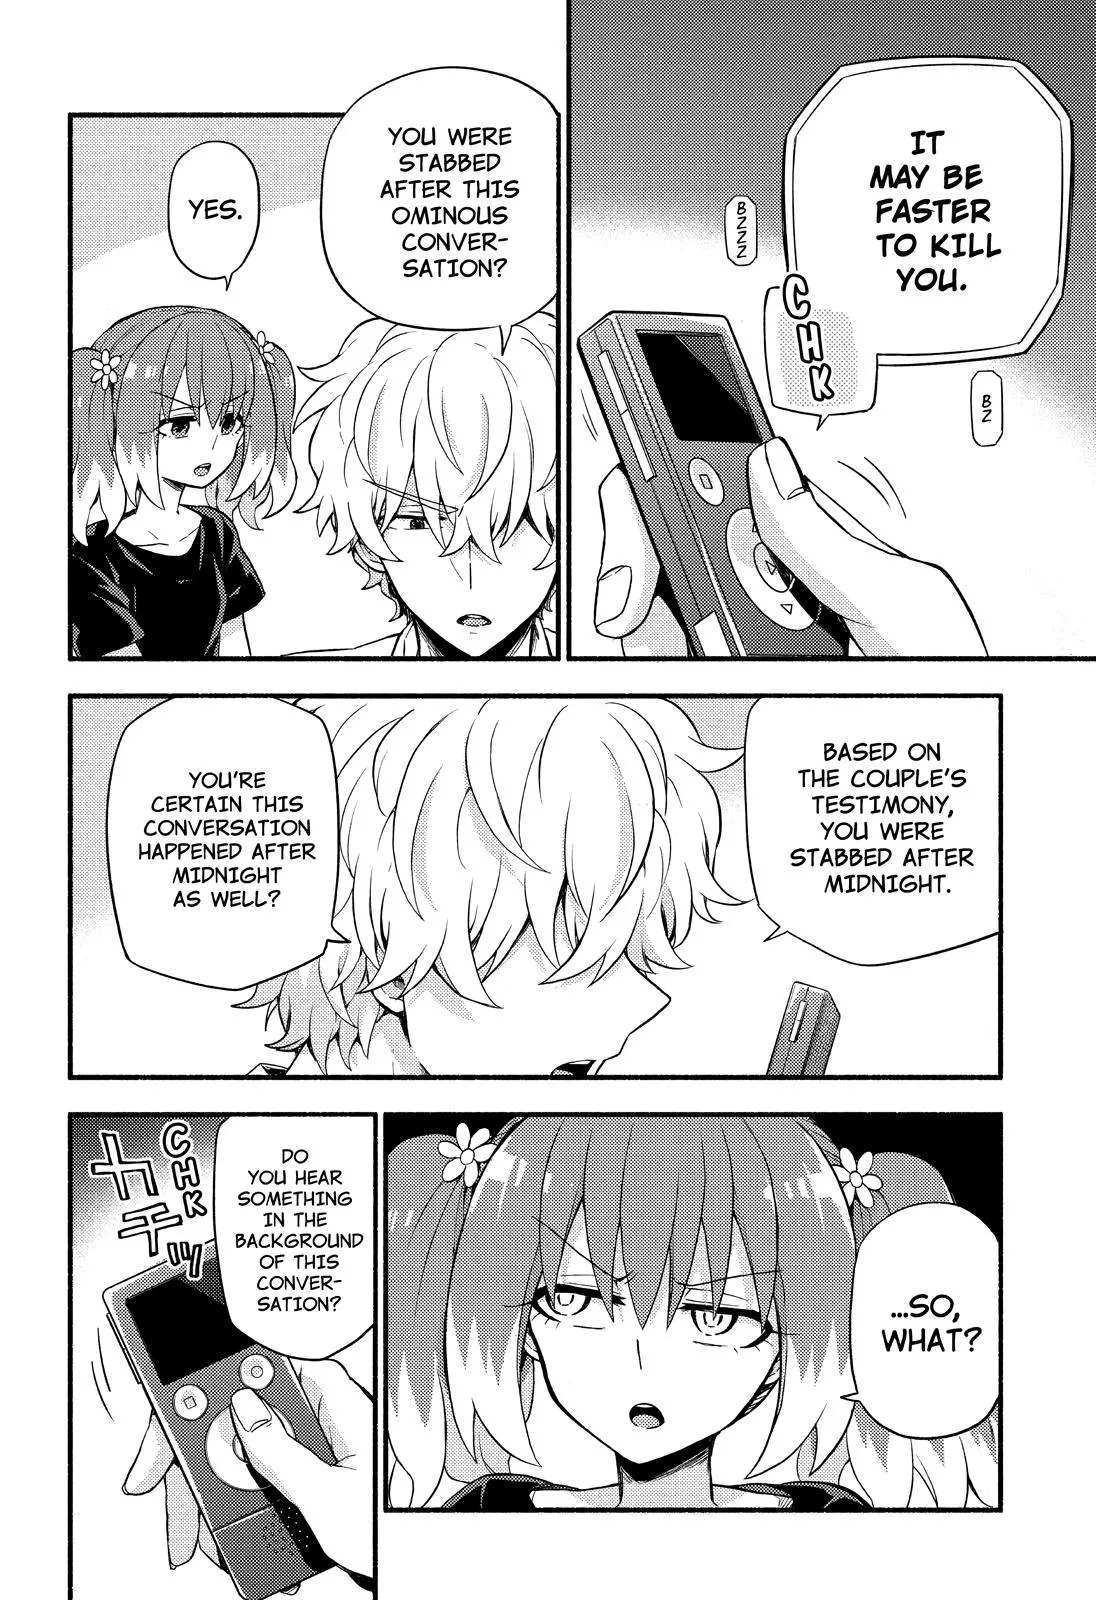 IT
MAY BE
FASTER
TO KILL
YOU.
BZZZ
CHK
BZ
YOU WERE
STABBED
AFTER THIS
OMINOUS
CONVER-
SATION?
YES.
BASED ON
THE COUPLE'S
TESTIMONY,
YOU WERE
STABBED AFTER
MIDNIGHT.
YOU'RE
CERTAIN THIS
CONVERSATION
HAPPENED AFTER
MIDNIGHT
AS WELL?
...SO,
WHAT?
DO
YOU HEAR
SOMETHING
IN THE
BACKGROUND
OF THIS
CONVER-
SATION?
CHK
カチッ